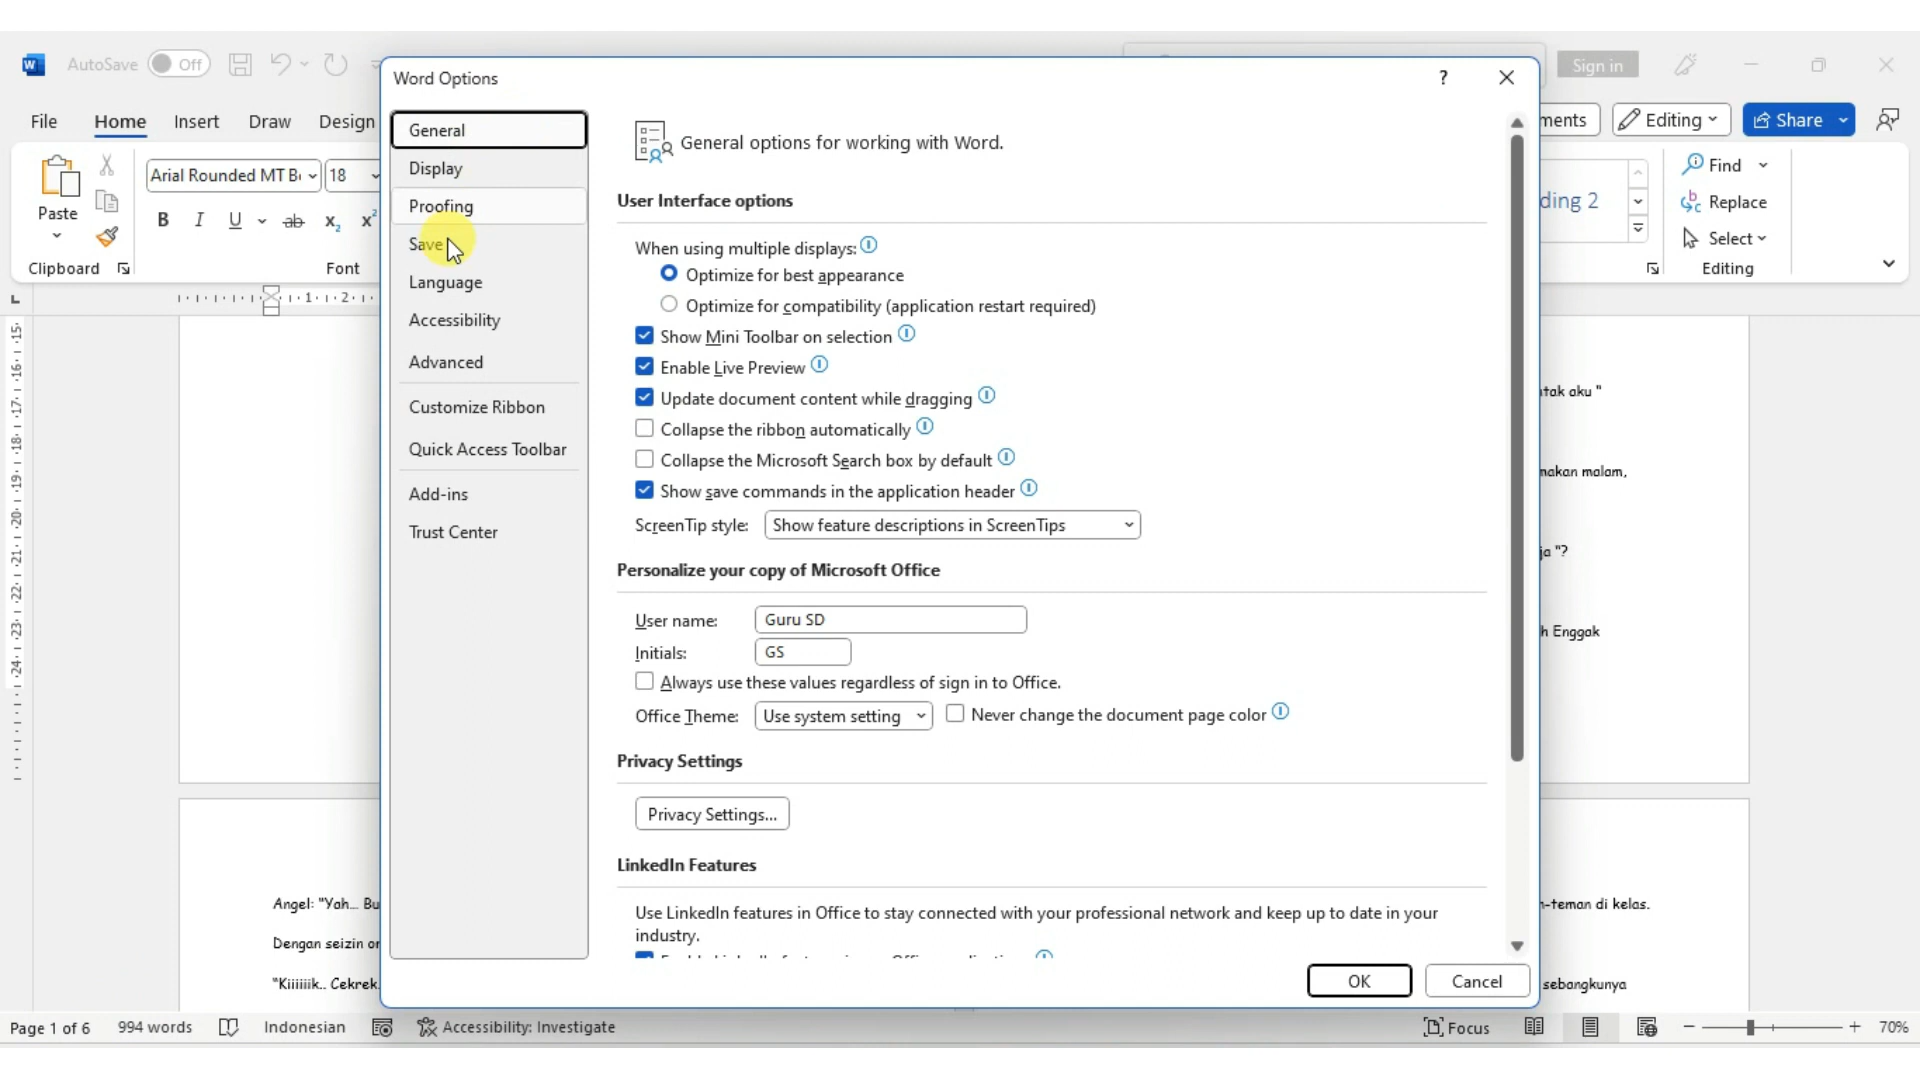 AutoSave Off
Sign in
File Home Insert Draw Design
Editing
Share
Paste
Clipboard
Arial Rounded MT B
18
B I U ab x₂ x²
Font
ding 2
Find
Replace
Select
Editing
Word Options
?
General
Display
Proofing
Save
Language
Accessibility
Advanced
Customize Ribbon
Quick Access Toolbar
Add-ins
Trust Center
General options for working with Word.
User Interface options
When using multiple displays:
Optimize for best appearance
Optimize for compatibility (application restart required)
Show Mini Toolbar on selection
Enable Live Preview
Update document content while dragging
Collapse the ribbon automatically
Collapse the Microsoft Search box by default
Show save commands in the application header
ScreenTip style: Show feature descriptions in ScreenTips
Personalize your copy of Microsoft Office
User name: Guru SD
Initials: GS
Always use these values regardless of sign in to Office.
Office Theme: Use system setting Never change the document page color
Privacy Settings
Privacy Settings...
LinkedIn Features
Use LinkedIn features in Office to stay connected with your professional network and keep up to date in your
industry.
OK Cancel
tak aku "
makan malam,
ja "?
h Enggak
Angel: "Yah... Bu
n-teman di kelas.
Dengan seizin or
"Kiiiiiik.. Cekrek.
sebangkunya
Page 1 of 6 994 words Indonesian Accessibility: Investigate
Focus 70%